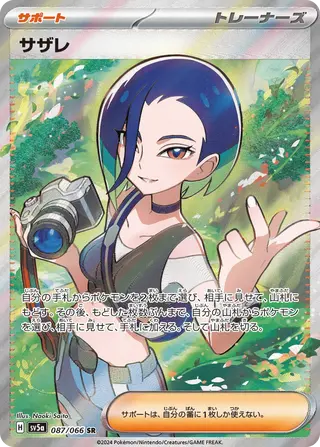 サポート
トレーナーズ
サザレ
自分の手札からポケモンを2枚まで選び、相手に見せて、山札に
もどす。その後、もどした枚数ぶんまで、自分の山札からポケモン
を選び、相手に見せて、手札に加える。そして山札を切る。
Illus. Naoki Saito
H sv5a 087/066 SR
サポートは、自分の番に1枚しか使えない。
©2024 Pokémon/Nintendo/Creatures/GAME FREAK.